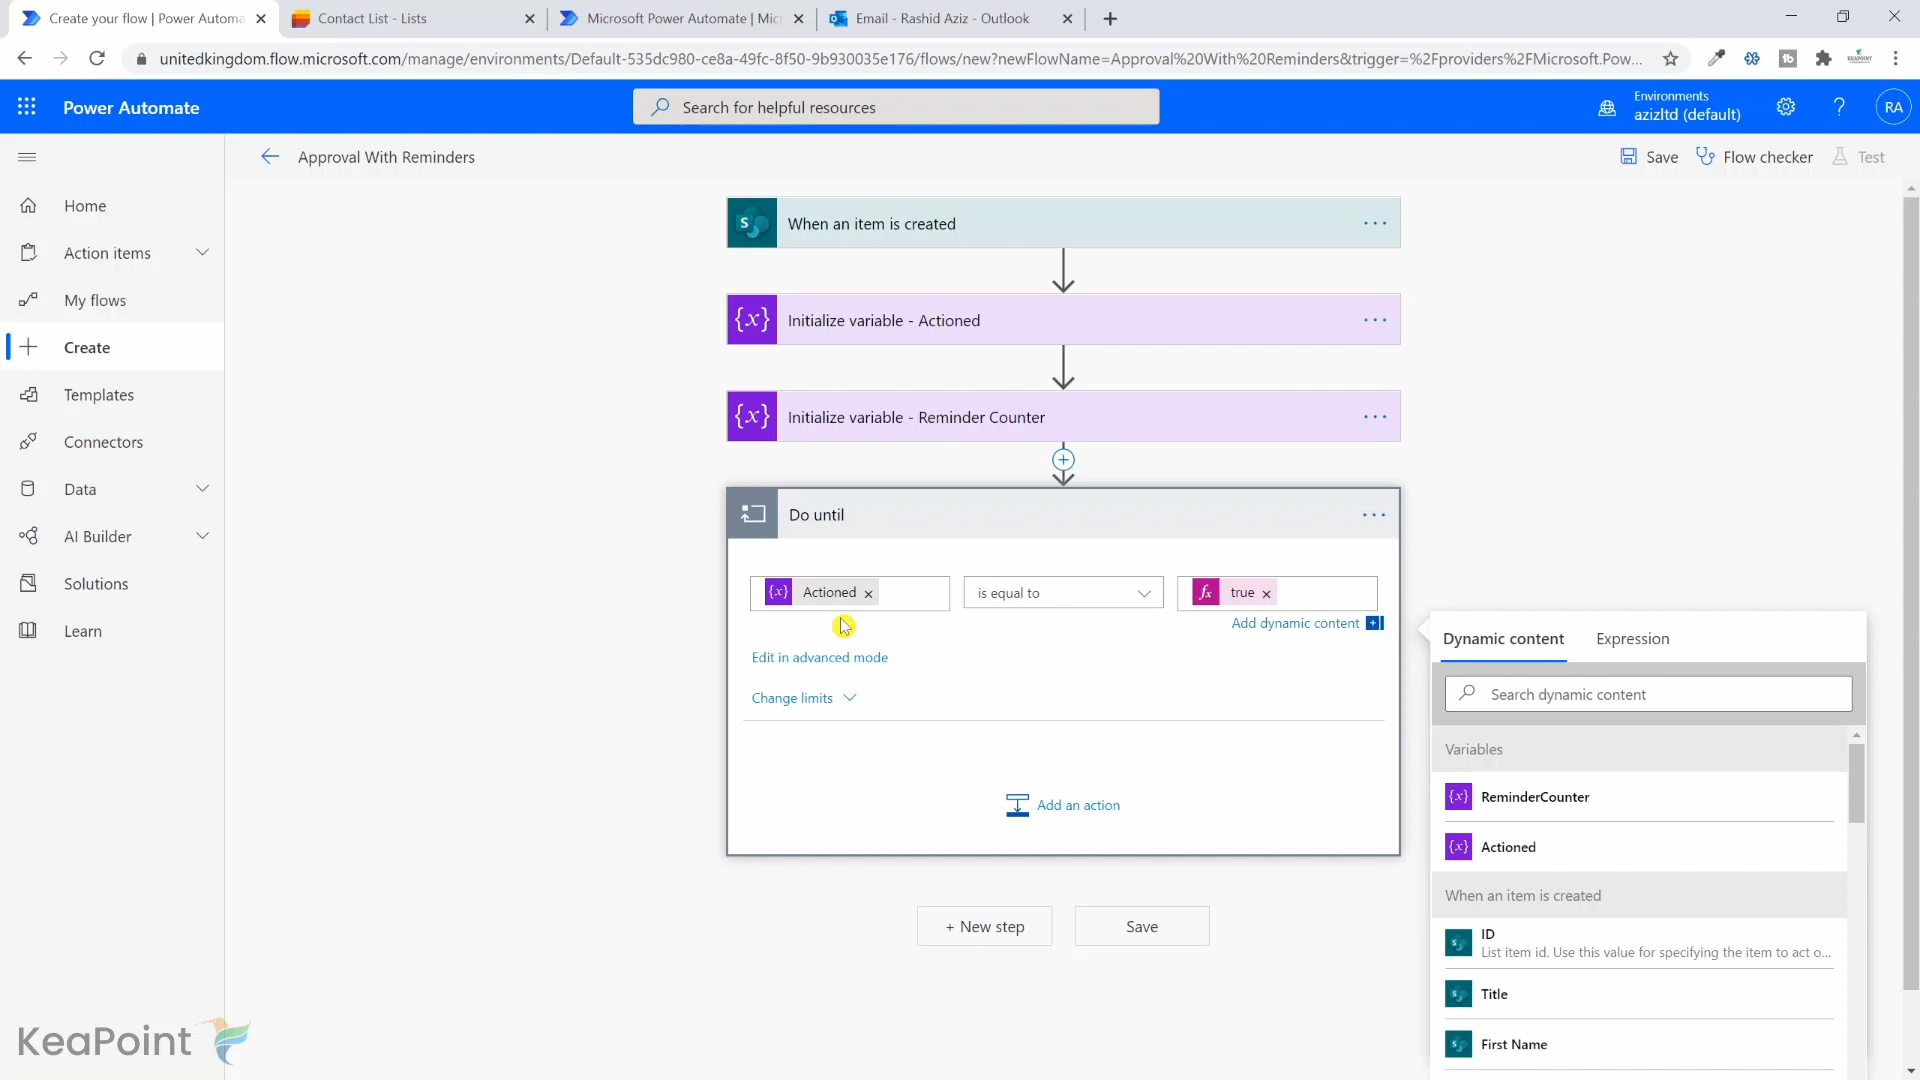 Create your flow | Power Automa
Contact List - Lists
Microsoft Power Automate | Mic
Email - Rashid Aziz - Outlook
unitedkingdom.flow.microsoft.com/manage/environments/Default-535dc980-ce8a-49fc-8f50-9b930035e176/flows/new?newFlowName=Approval%20With%20Reminders&trigger=%2Fproviders%2FMicrosoft.Pow...
Power Automate
Search for helpful resources
Environments
azizltd (default)
?
RA
Approval With Reminders
Save
Flow checker
Test
Home
Action items
My flows
Create
Templates
Connectors
Data
AI Builder
Solutions
Learn
When an item is created
{x} Initialize variable - Actioned
{x} Initialize variable - Reminder Counter
Do until
{x} Actioned
is equal to
fx true
Add dynamic content
Edit in advanced mode
Change limits
Add an action
+ New step
Save
Dynamic content
Expression
Search dynamic content
Variables
{x} ReminderCounter
{x} Actioned
When an item is created
ID
List item id. Use this value for specifying the item to act o...
Title
First Name
KeaPoint